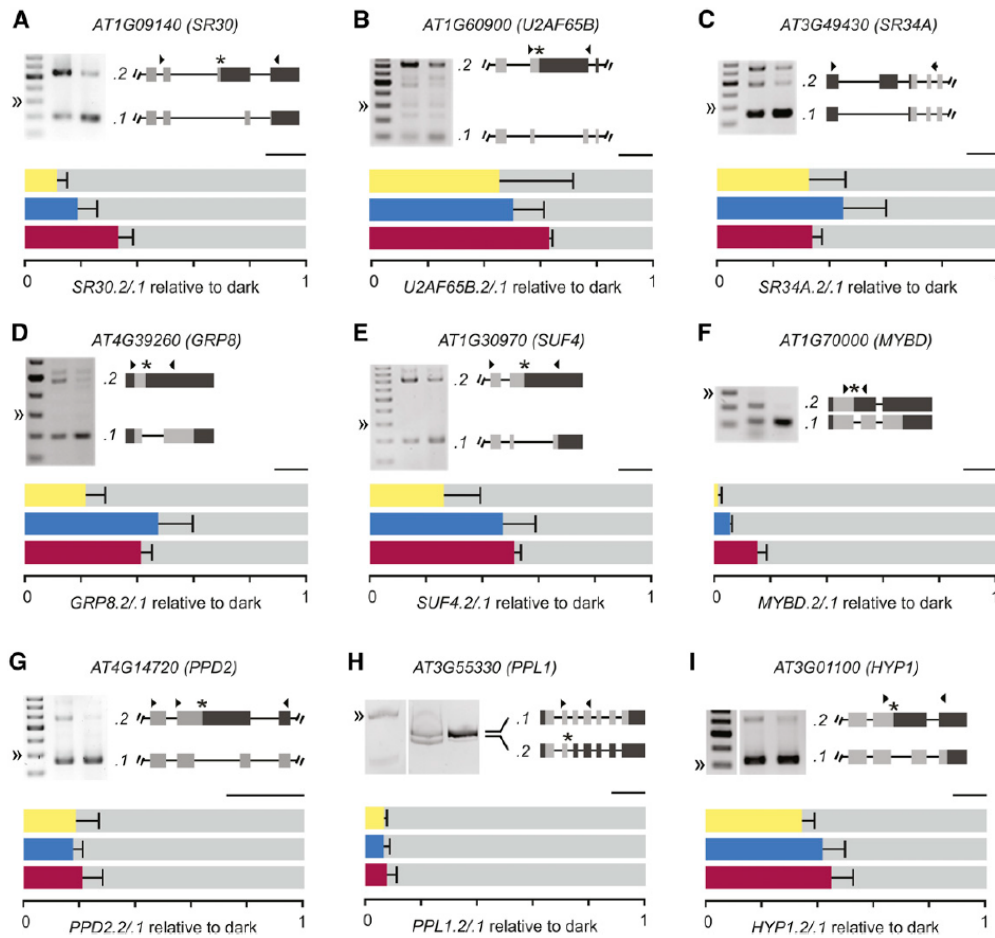 A
AT1G09140 (SR30)
.2
*
»
.1
0
1
SR30.2/.1 relative to dark
B
AT1G60900 (U2AF65B)
.2
*
»
.1
0
1
U2AF65B.2/.1 relative to dark
C
AT3G49430 (SR34A)
.2
»
.1
0
1
SR34A.2/.1 relative to dark
D
AT4G39260 (GRP8)
.2
*
»
.1
0
1
GRP8.2/.1 relative to dark
E
AT1G30970 (SUF4)
.2
*
»
.1
0
1
SUF4.2/.1 relative to dark
F
AT1G70000 (MYBD)
»
*
.2
.1
0
1
MYBD.2/.1 relative to dark
G
AT4G14720 (PPD2)
.2
*
»
.1
0
1
PPD2.2/.1 relative to dark
H
AT3G55330 (PPL1)
»
.1
*
.2
0
1
PPL1.2/.1 relative to dark
I
AT3G01100 (HYP1)
.2
*
»
.1
0
1
HYP1.2/.1 relative to dark